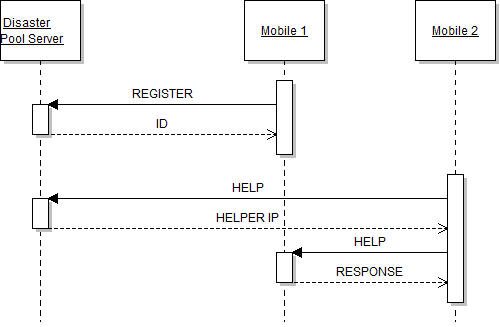 Disaster
Pool Server
Mobile 1
Mobile 2
REGISTER
ID
HELP
HELPER IP
HELP
RESPONSE